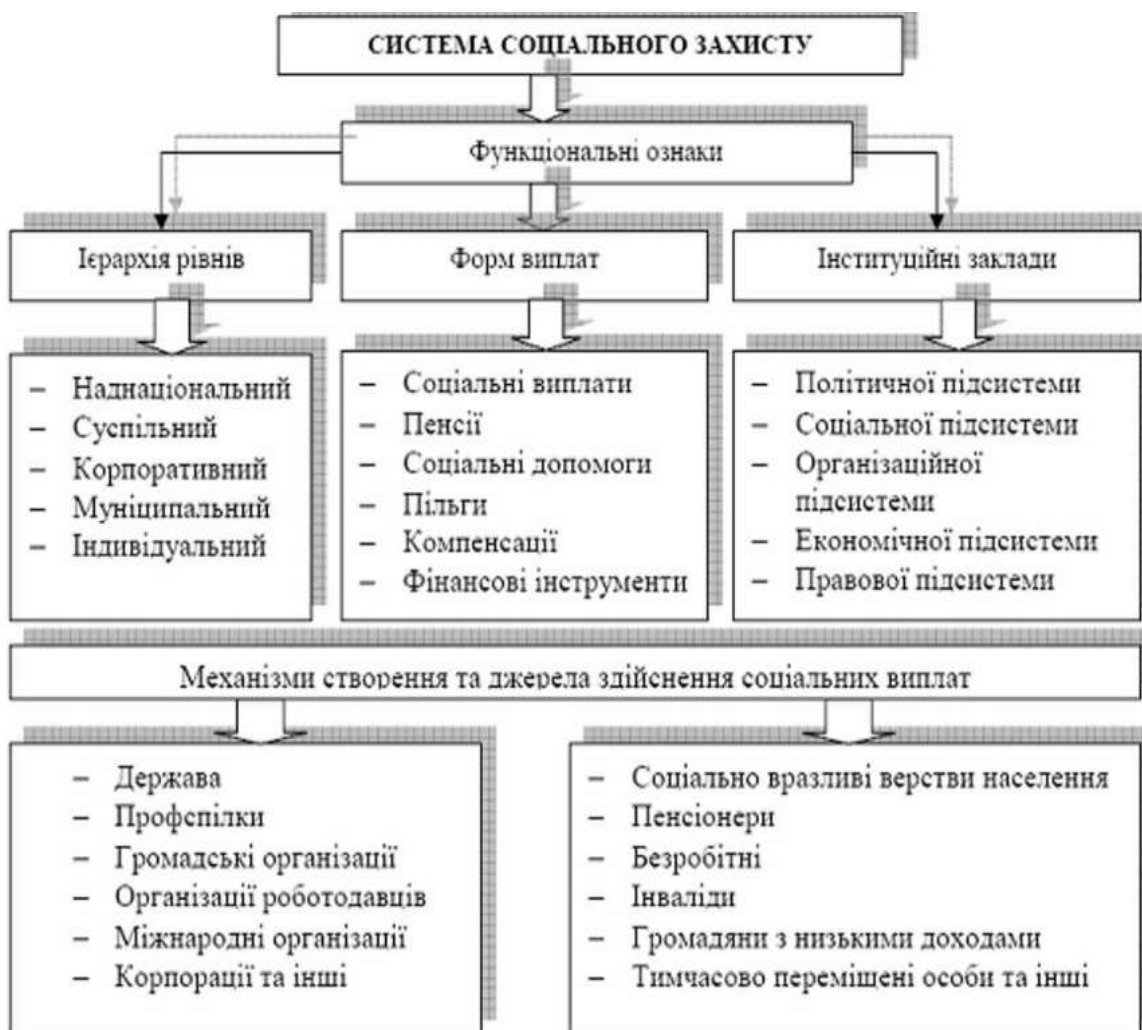 СИСТЕМА СОЦІАЛЬНОГО ЗАХИСТУ
Функціональні ознаки
Ієрархія рівнів
Форм виплат
Інституційні заклади
– Наднаціональний
– Суспільний
– Корпоративний
– Муніципальний
– Індивідуальний
– Соціальні виплати
– Пенсії
– Соціальні допомоги
– Пільги
– Компенсації
– Фінансові інструменти
– Політичної підсистеми
– Соціальної підсистеми
– Організаційної
підсистеми
– Економічної підсистеми
– Правової підсистеми
Механізми створення та джерела здійснення соціальних виплат
– Держава
– Профспілки
– Громадські організації
– Організації роботодавців
– Міжнародні організації
– Корпорації та інші
– Соціально вразливі верстви населення
– Пенсіонери
– Безробітні
– Інваліди
– Громадяни з низькими доходами
– Тимчасово переміщені особи та інші